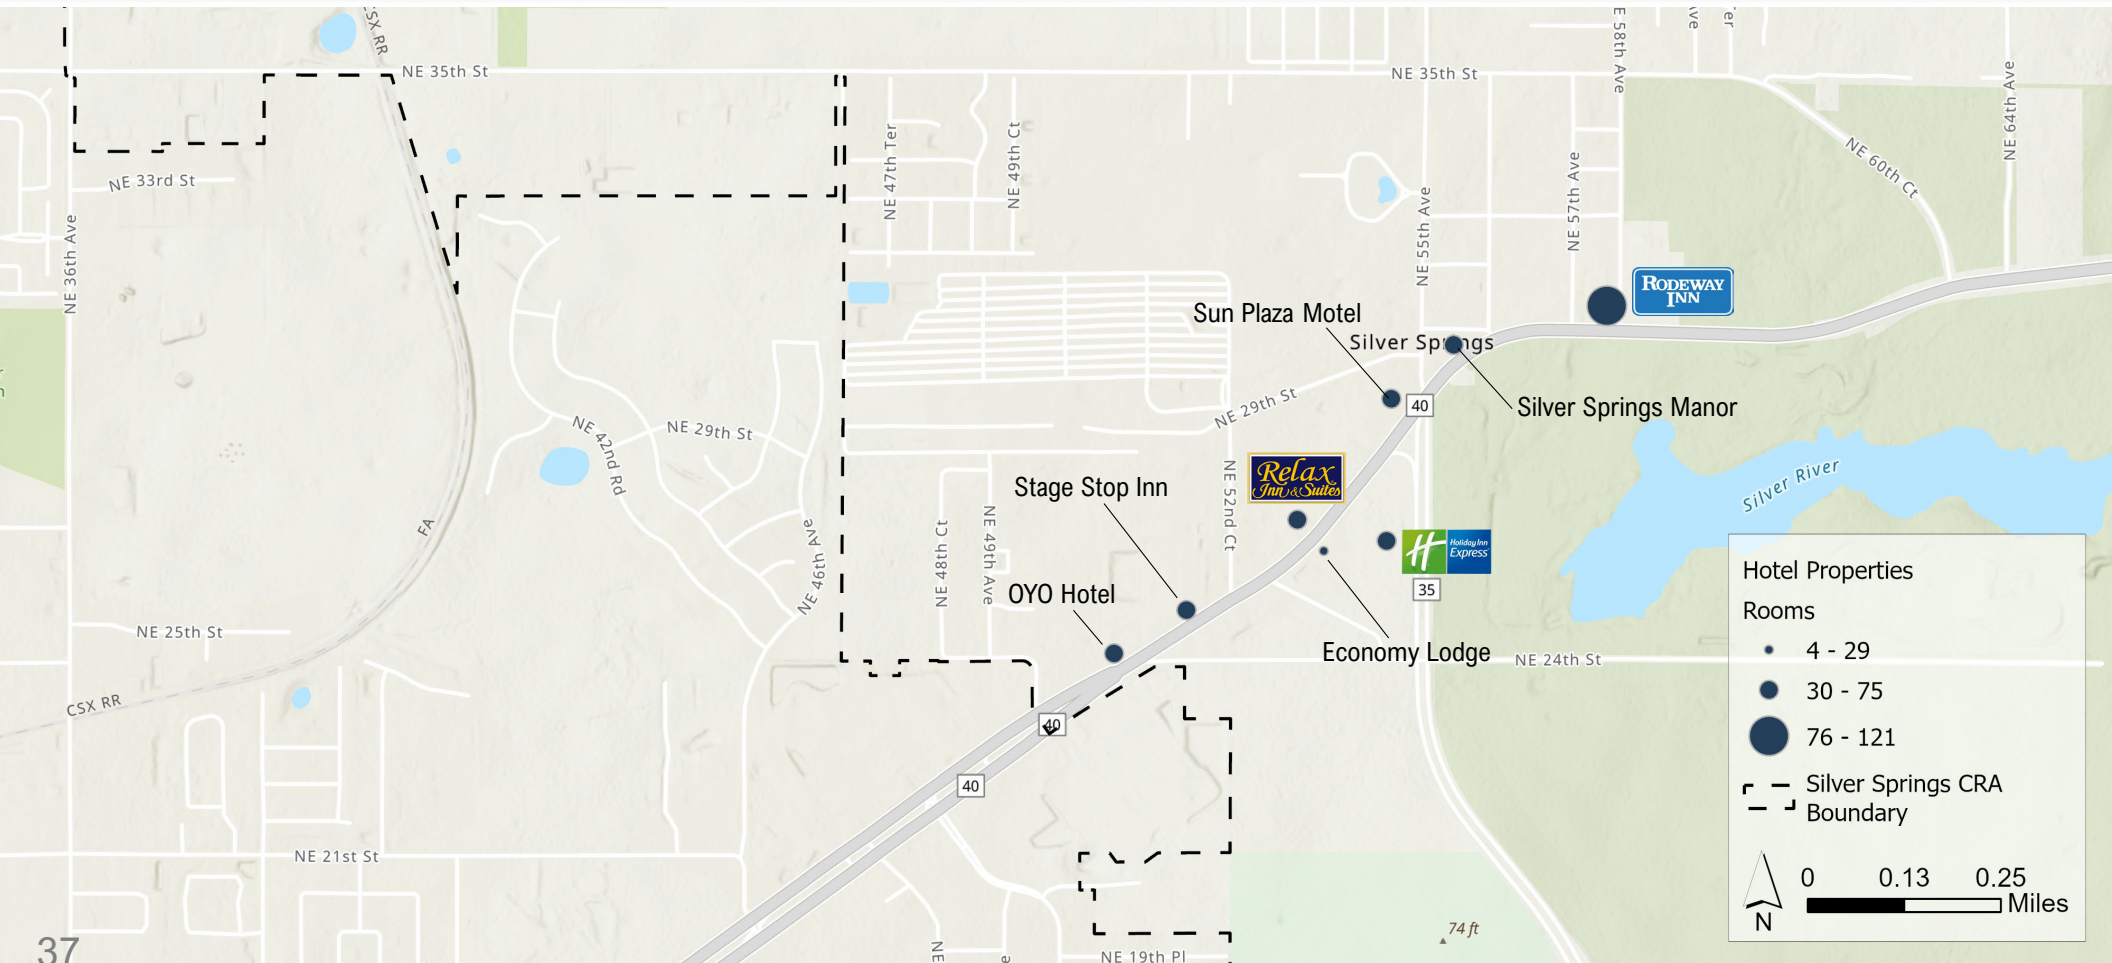 CSX RR
NE 35th St
NE 35th St
E 58th Ave
ve
er
NE 33rd St
NE 36th Ave
NE 47th Ter
NE 49th Ct
NE 55th Ave
NE 57th Ave
NE 60th Ct
NE 64th Ave
RODEWAY
INN
Sun Plaza Motel
Silver Springs
40
Silver Springs Manor
NE 29th St
NE 42nd Rd
NE 29th St
Relax
Inn & Suites
Stage Stop Inn
NE 52nd Ct
Holiday Inn
Express
Silver River
FA
NE 46th Ave
NE 48th Ct
NE 49th Ave
OYO Hotel
35
Economy Lodge
NE 25th St
NE 24th St
CSX RR
40
40
NE 21st St
74 ft
37
NE
e
NE 19th Pl
Hotel Properties
Rooms
4 - 29
30 - 75
76 - 121
Silver Springs CRA
Boundary
0 0.13 0.25
Miles
N